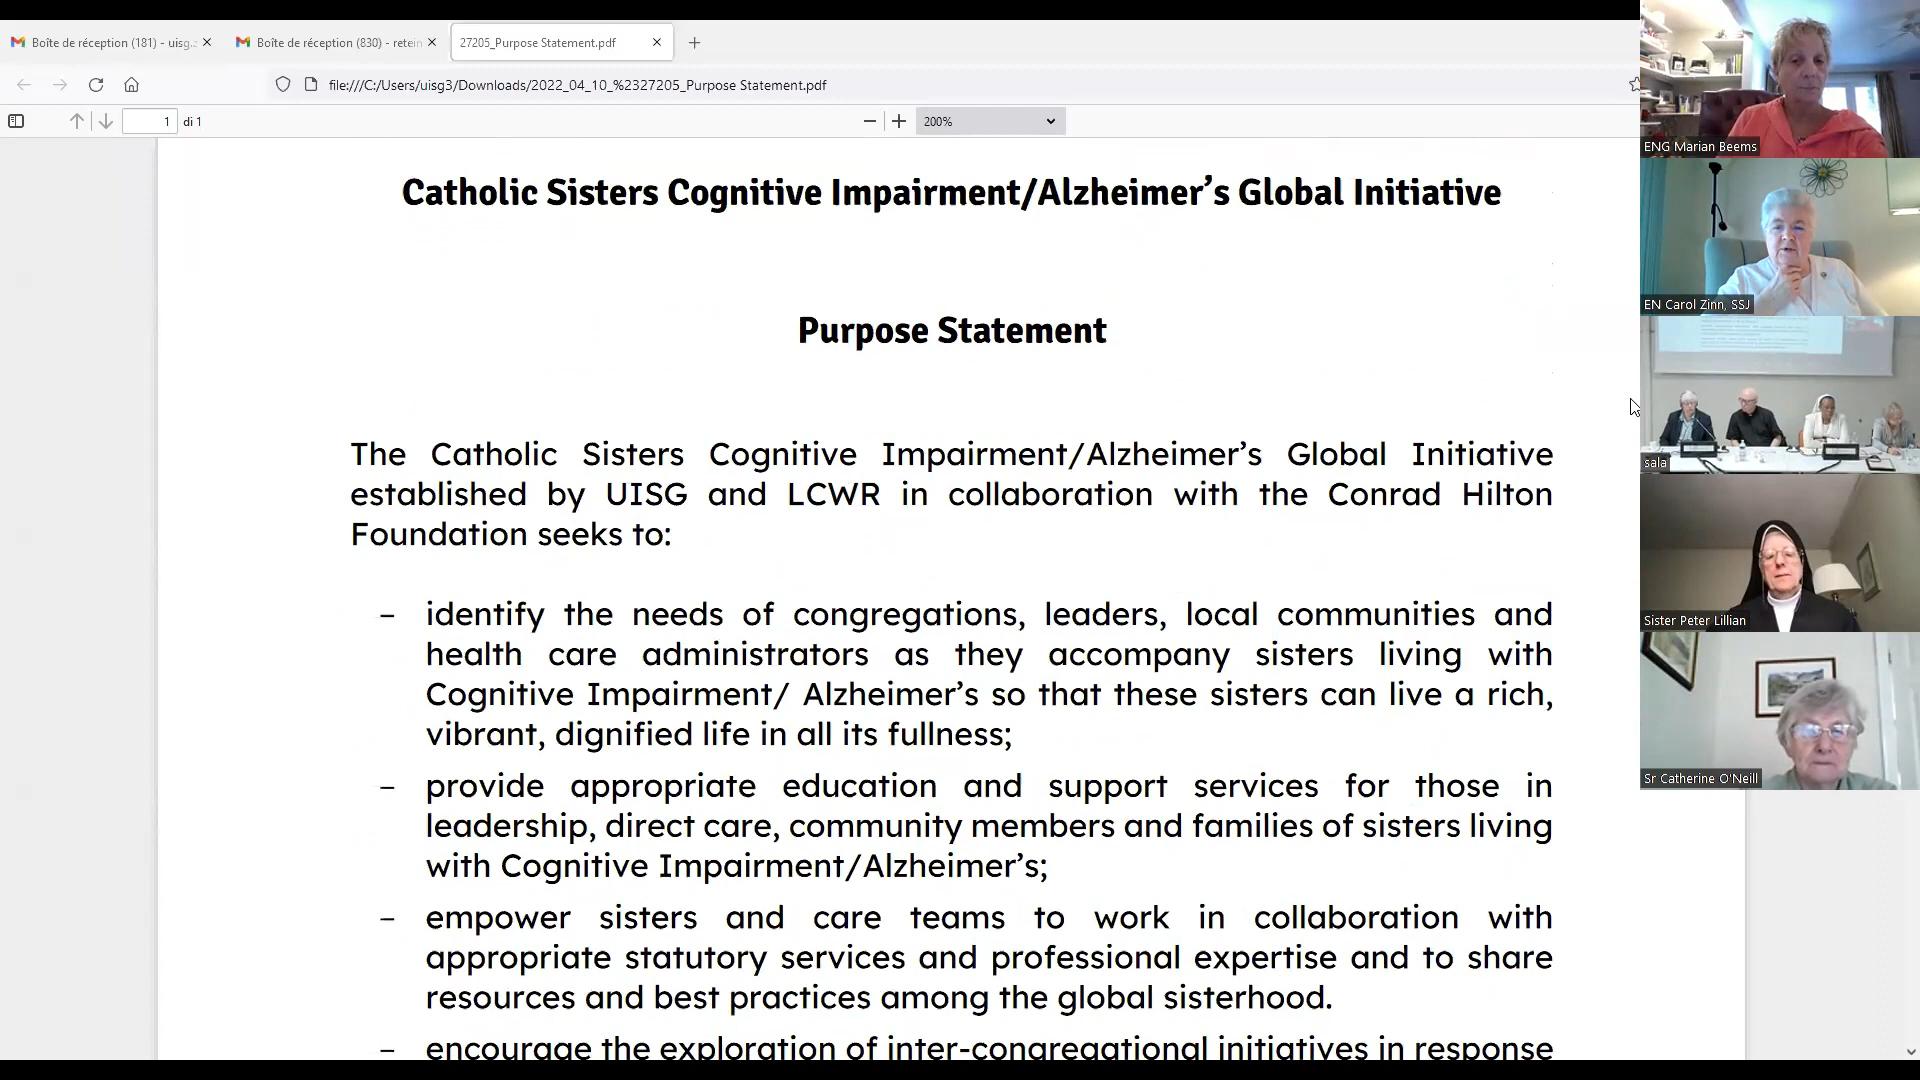 Boîte de réception (181) - uisg.
Boîte de réception (830) - retein
27205_Purpose Statement.pdf
file:///C:/Users/uisg3/Downloads/2022_04_10_%2327205_Purpose Statement.pdf
1 di 1
200%
Catholic Sisters Cognitive Impairment/Alzheimer’s Global Initiative
Purpose Statement
The Catholic Sisters Cognitive Impairment/Alzheimer’s Global Initiative
established by UISG and LCWR in collaboration with the Conrad Hilton
Foundation seeks to:
– identify the needs of congregations, leaders, local communities and
health care administrators as they accompany sisters living with
Cognitive Impairment/ Alzheimer’s so that these sisters can live a rich,
vibrant, dignified life in all its fullness;
– provide appropriate education and support services for those in
leadership, direct care, community members and families of sisters living
with Cognitive Impairment/Alzheimer’s;
– empower sisters and care teams to work in collaboration with
appropriate statutory services and professional expertise and to share
resources and best practices among the global sisterhood.
– encourage the exploration of inter-congregational initiatives in response
ENG Marian Beems
EN Carol Zinn, SSJ
sala
Sister Peter Lillian
Sr Catherine O'Neill